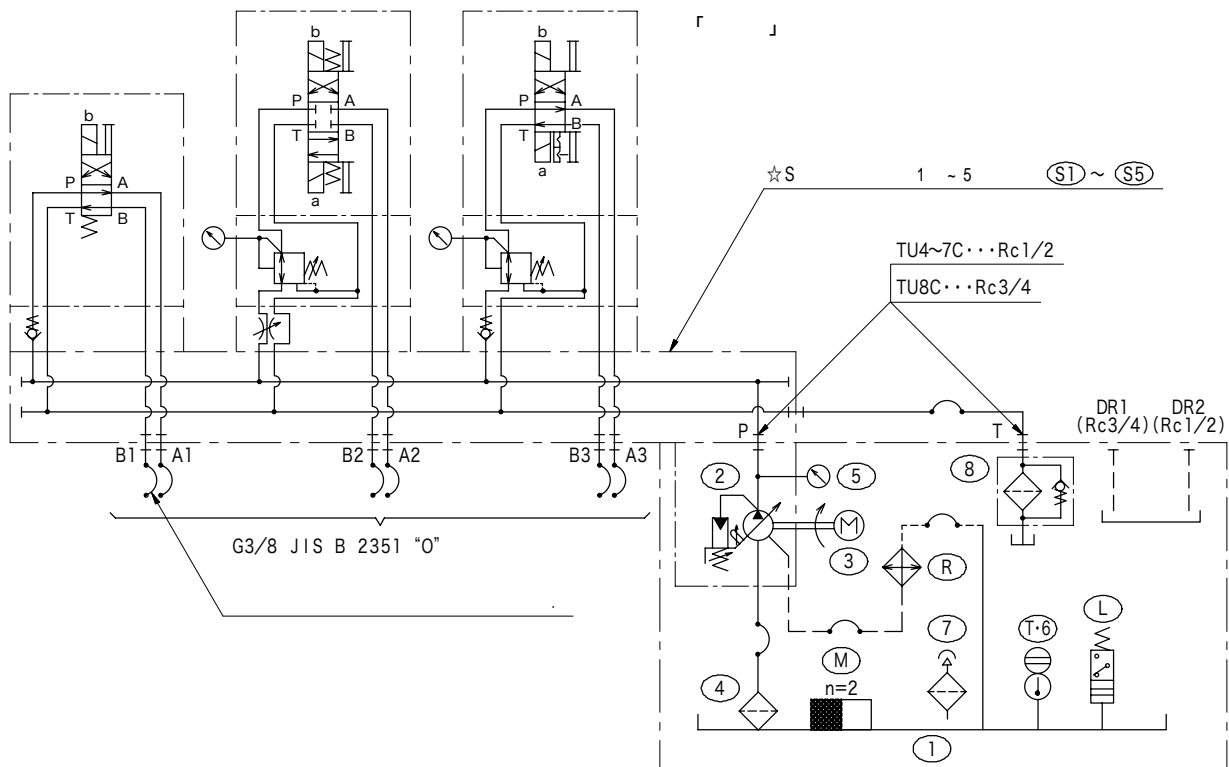 「 」
b
b
b
P A
T B
a
P A
T B
a
P A
T B
☆S 1 ~5 S1 ~ S5
TU4~7C···Rc1/2
TU8C···Rc3/4
DR1 DR2
(Rc3/4) (Rc1/2)
P T
B1 A1 B2 A2 B3 A3
2 5 8
G3/8 JIS B 2351 “O”
M
3 R
.
7 T·6 L
M
4 n=2
1